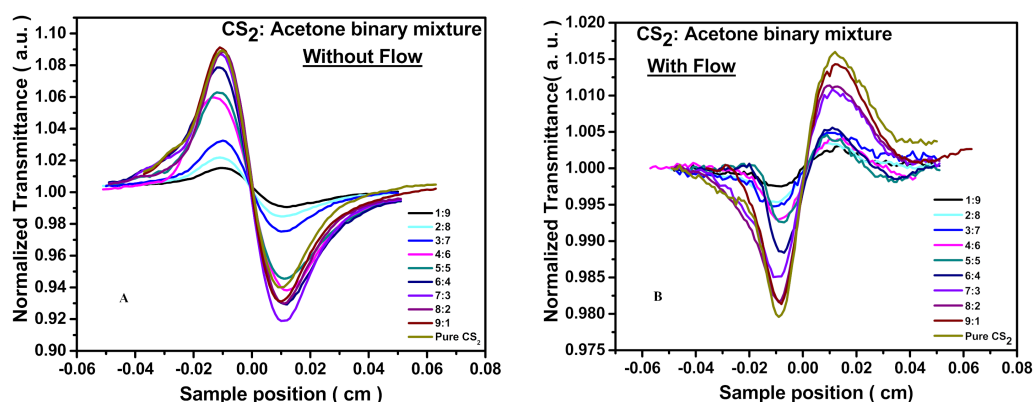 CS2: Acetone binary mixture
Without Flow
Normalized Transmittance ( a.u. )
1.10
1.08
1.06
1.04
1.02
1.00
0.98
0.96
0.94
0.92
0.90
1:9
2:8
3:7
4:6
5:5
6:4
7:3
8:2
9:1
Pure CS2
A
-0.06 -0.04 -0.02 0.00 0.02 0.04 0.06 0.08
Sample position ( cm )
CS2: Acetone binary mixture
With Flow
Normalized Transmittance( a. u. )
1.020
1.015
1.010
1.005
1.000
0.995
0.990
0.985
0.980
0.975
1:9
2:8
3:7
4:6
5:5
6:4
7:3
8:2
9:1
Pure CS2
B
-0.06 -0.04 -0.02 0.00 0.02 0.04 0.06 0.08
Sample position ( cm )